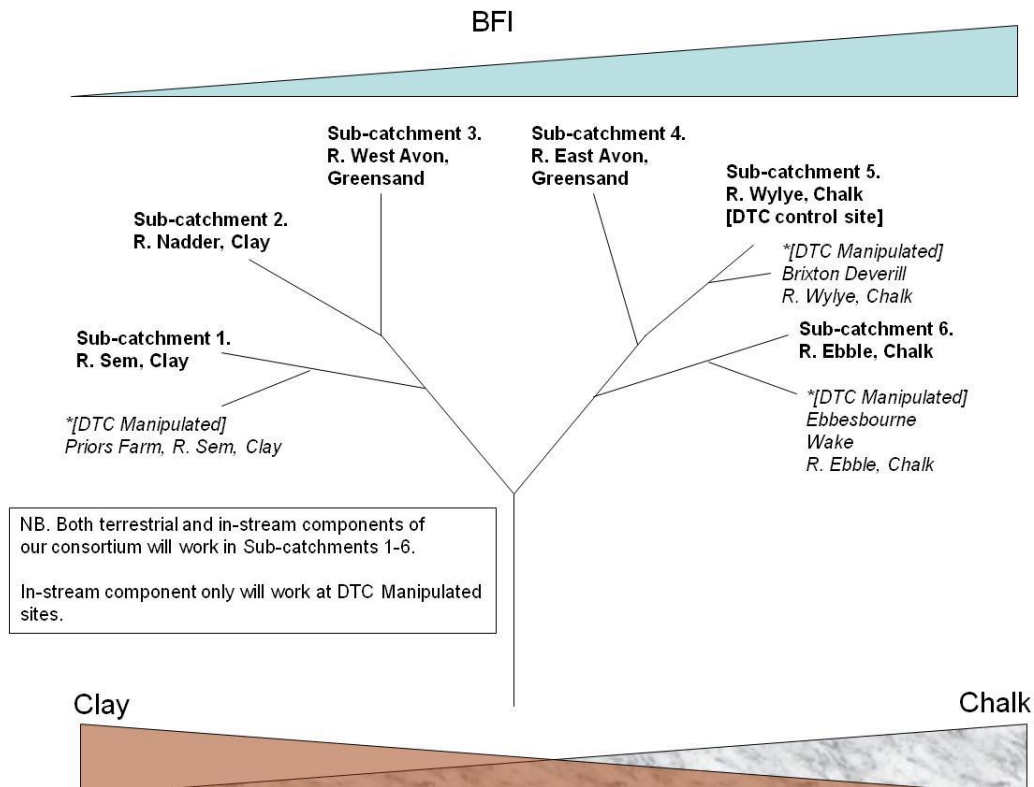 BFI
Sub-catchment 3.
R. West Avon,
Greensand
Sub-catchment 4.
R. East Avon,
Greensand
Sub-catchment 5.
R. Wylye, Chalk
[DTC control site]
Sub-catchment 2.
R. Nadder, Clay
*[DTC Manipulated]
Brixton Deverill
R. Wylye, Chalk
Sub-catchment 1.
R. Sem, Clay
Sub-catchment 6.
R. Ebble, Chalk
*[DTC Manipulated]
Priors Farm, R. Sem, Clay
*[DTC Manipulated]
Ebbesbourne
Wake
R. Ebble, Chalk
NB. Both terrestrial and in-stream components of
our consortium will work in Sub-catchments 1-6.
In-stream component only will work at DTC Manipulated
sites.
Clay
Chalk